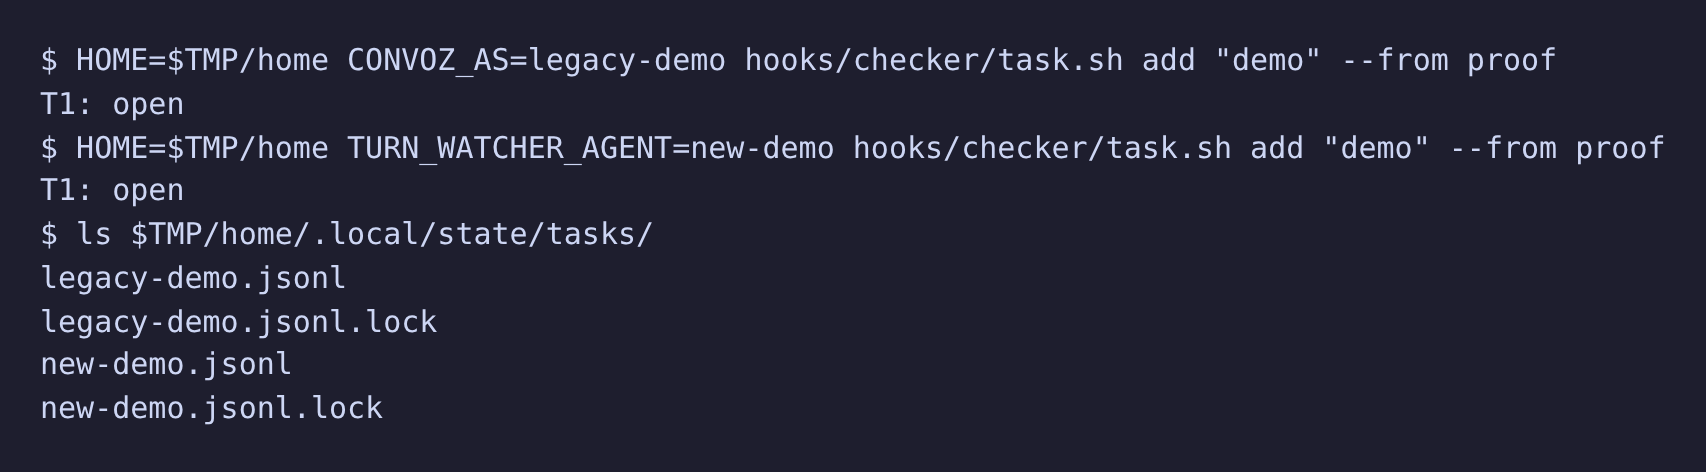 $ HOME=$TMP/home CONVOZ_AS=legacy-demo hooks/checker/task.sh add "demo" --from proof
T1: open
$ HOME=$TMP/home TURN_WATCHER_AGENT=new-demo hooks/checker/task.sh add "demo" --from proof
T1: open
$ ls $TMP/home/.local/state/tasks/
legacy-demo.jsonl
legacy-demo.jsonl.lock
new-demo.jsonl
new-demo.jsonl.lock